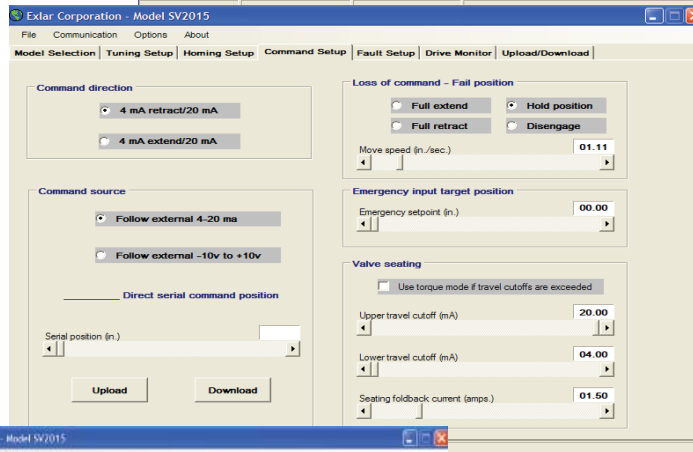 Exlar Corporation - Model SV2015
File Communication Options About
Model Selection Tuning Setup Homing Setup Command Setup Fault Setup Drive Monitor Upload/Download
Command direction
4 mA retract/20 mA
4 mA extend/20 mA
Command source
Follow external 4-20 ma
Follow external -10v to +10v
Direct serial command position
Serial position (in.)
Upload Download
Loss of command - Fail position
Full extend Hold position
Full retract Disengage
Move speed (in./sec.) 01.11
Emergency input target position
Emergency setpoint (in.) 00.00
Valve seating
Use torque mode if travel cutoffs are exceeded
Upper travel cutoff (mA) 20.00
Lower travel cutoff (mA) 04.00
Seating foldback current (amps.) 01.50
- Model SV2015